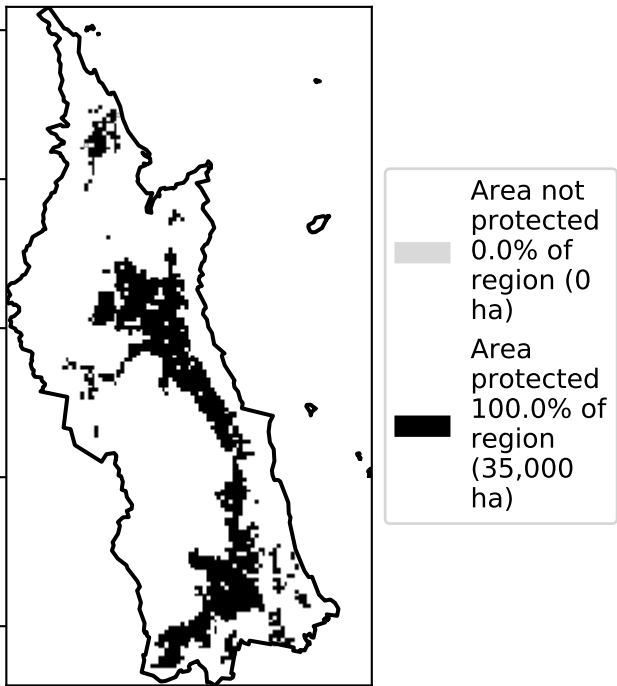 Area not
protected
0.0% of
region (0
ha)
Area
protected
100.0% of
region
(35,000
ha)